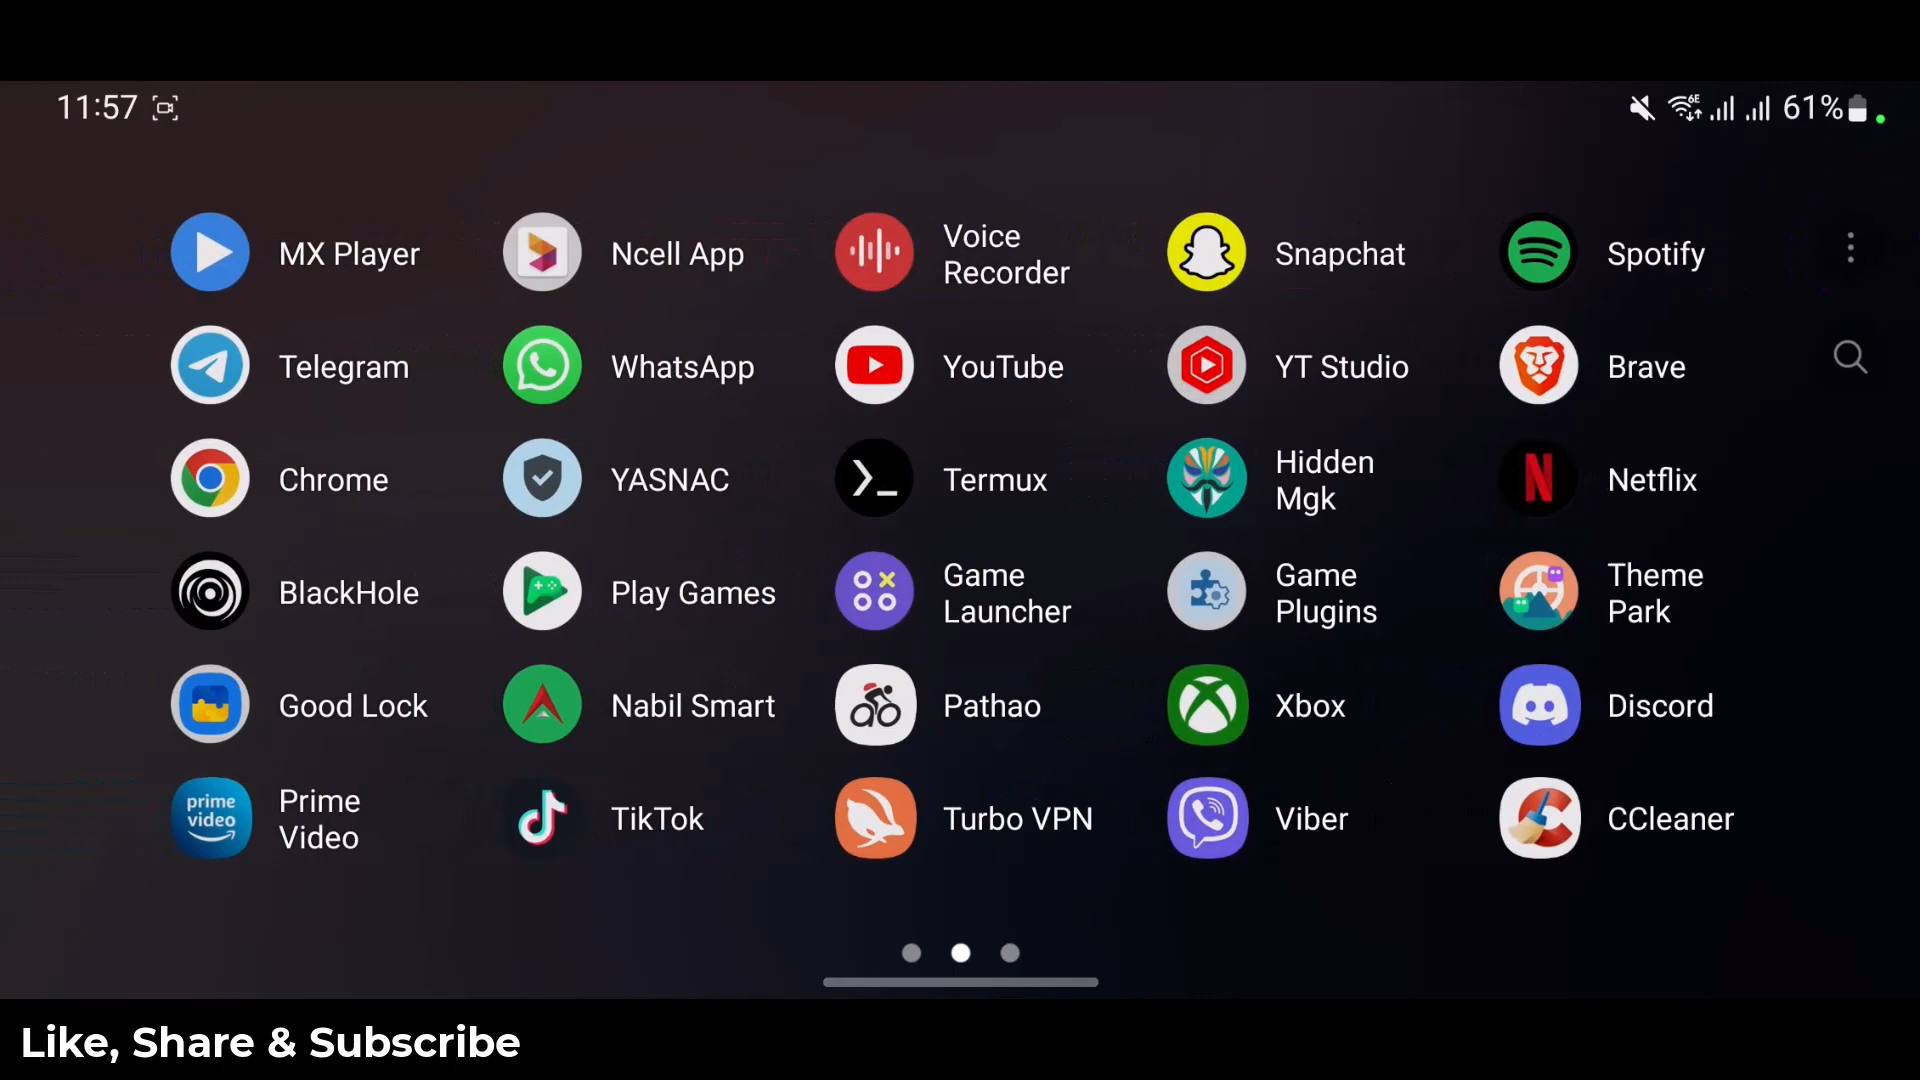 11:57
6E
61%
MX Player
Ncell App
Voice
Recorder
Snapchat
Spotify
Telegram
WhatsApp
YouTube
YT Studio
Brave
Chrome
YASNAC
Termux
Hidden
Mgk
Netflix
BlackHole
Play Games
Game
Launcher
Game
Plugins
Theme
Park
Good Lock
Nabil Smart
Pathao
Xbox
Discord
prime
video
Prime
Video
TikTok
Turbo VPN
Viber
CCleaner
Like, Share & Subscribe